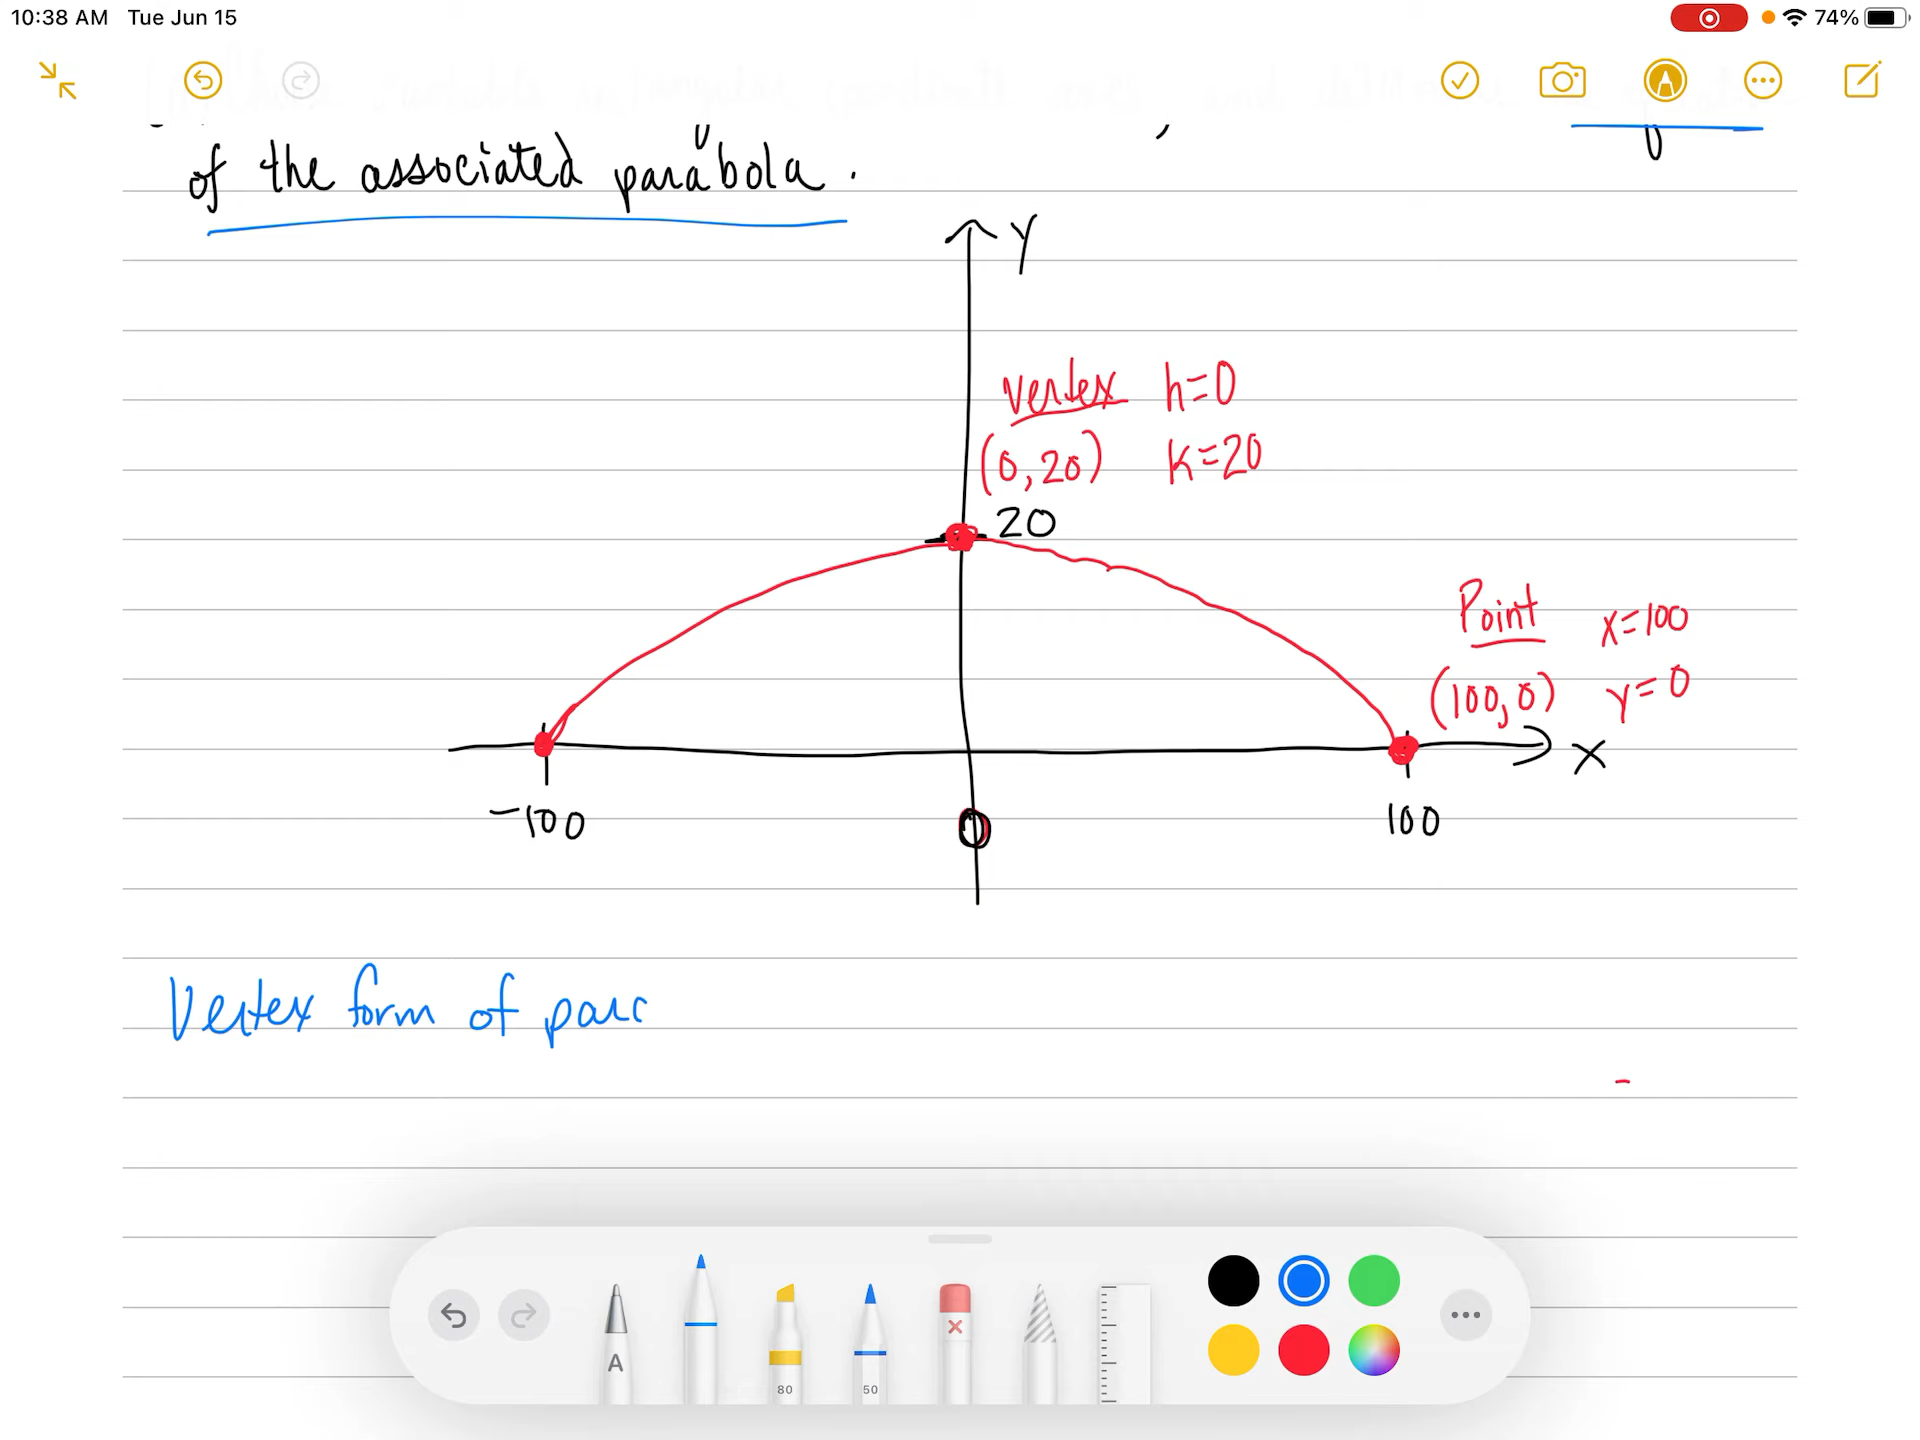 10:38 AM Tue Jun 15
74%
of the associated parabola.
Y
vertex h=0
(0,20) K=20
20
Point x=100
(100,0) y=0
X
-100 0 100
Vertex form of para
A
80
50